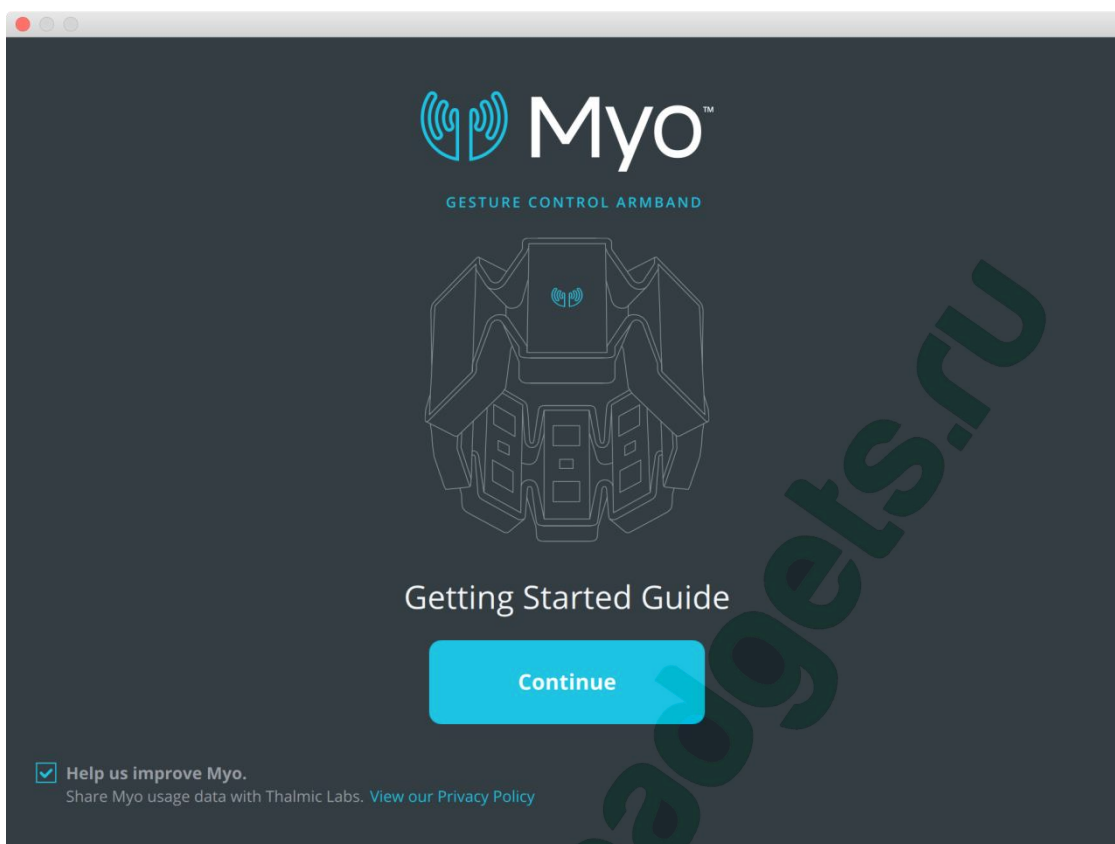 Myo™
GESTURE CONTROL ARMBAND
Getting Started Guide
Continue
Help us improve Myo.
Share Myo usage data with Thalmic Labs. View our Privacy Policy
adgets.ru